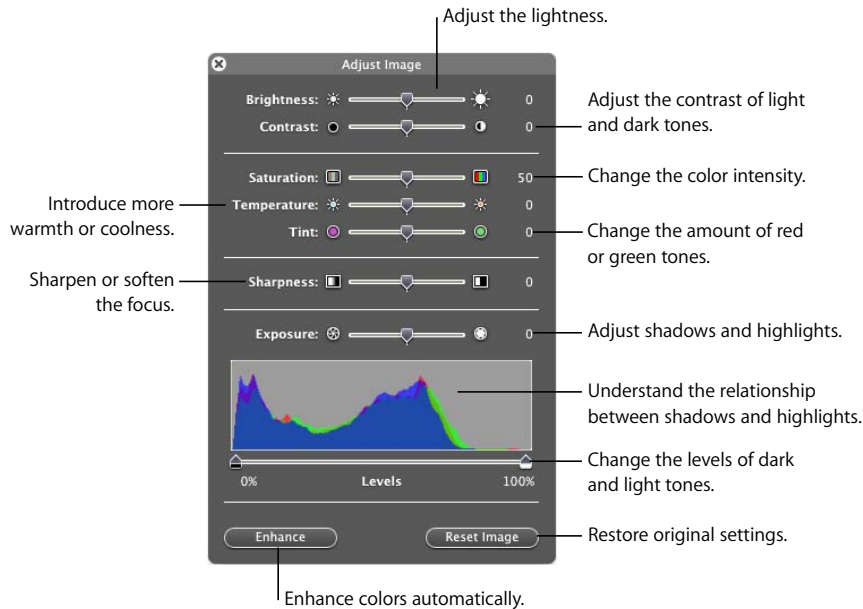 Adjust the lightness.
Adjust Image
Brightness: 0
Contrast: 0
Adjust the contrast of light
and dark tones.
Saturation: 50
Change the color intensity.
Introduce more
warmth or coolness.
Temperature: 0
Tint: 0
Change the amount of red
or green tones.
Sharpen or soften
the focus.
Sharpness: 0
Exposure: 0
Adjust shadows and highlights.
Understand the relationship
between shadows and highlights.
Change the levels of dark
and light tones.
0% Levels 100%
Enhance
Reset Image
Restore original settings.
Enhance colors automatically.